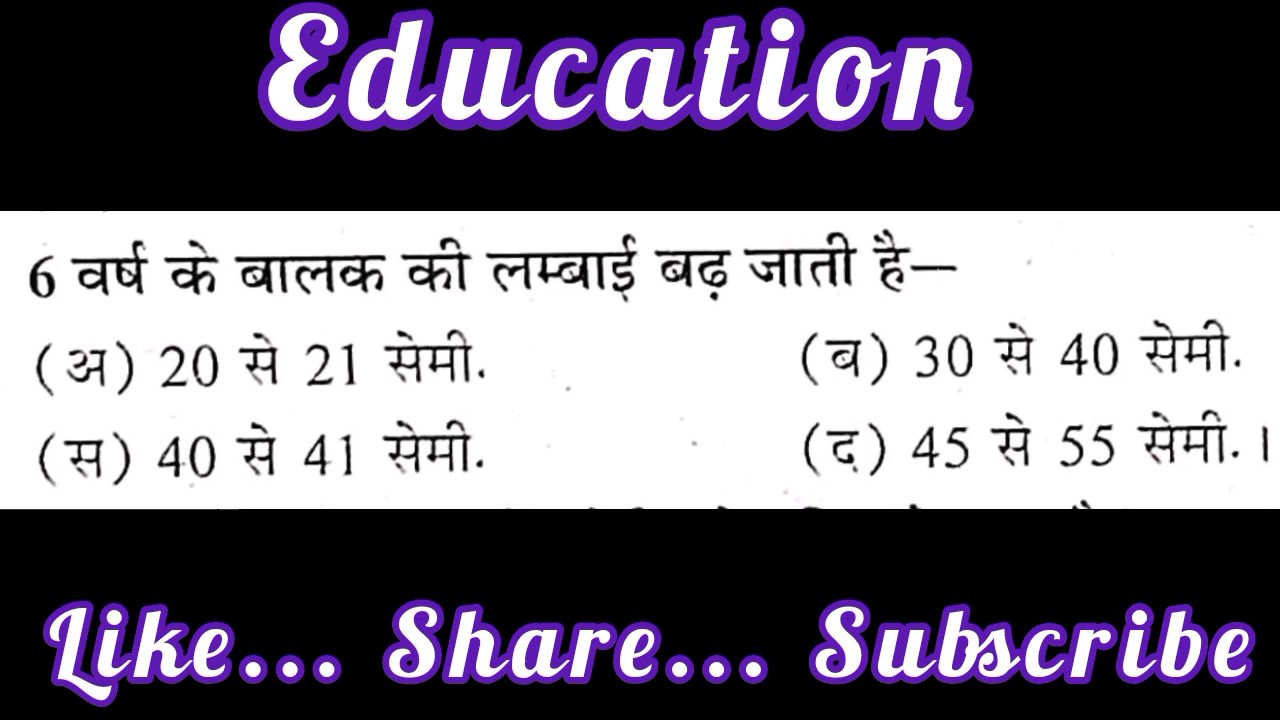 Education
6 वर्ष के बालक की लम्बाई बढ़ जाती है—
(अ) 20 से 21 सेमी. (ब) 30 से 40 सेमी.
(स) 40 से 41 सेमी. (द) 45 से 55 सेमी. ।
Like... Share... Subscribe